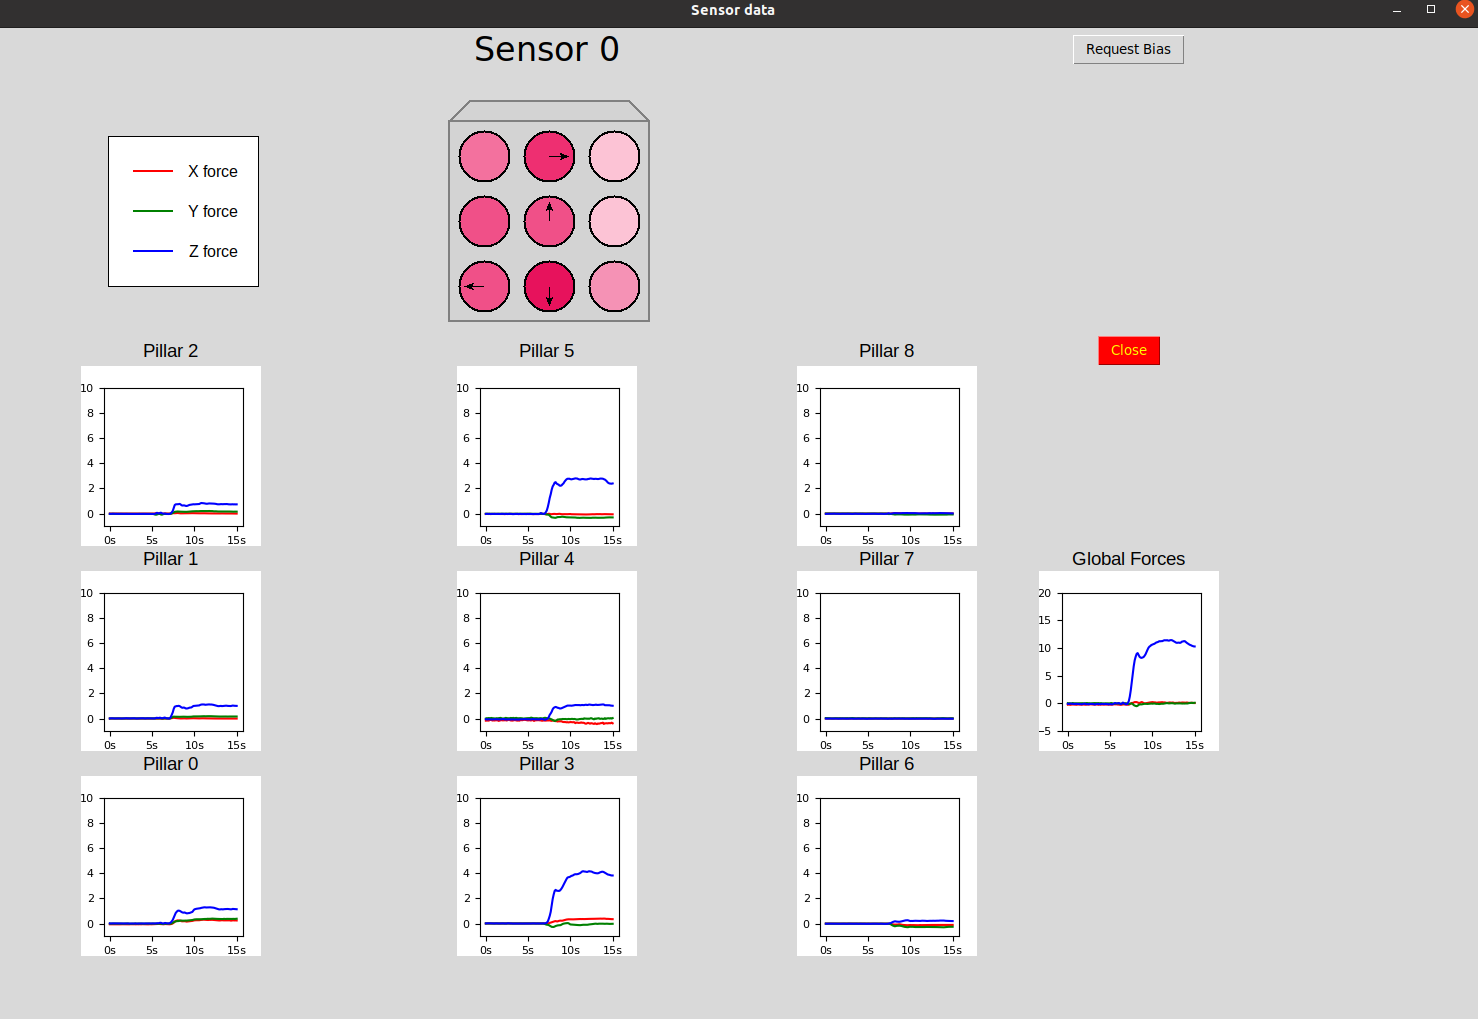 Sensor data
Sensor 0
Request Bias
X force
Y force
Z force
Pillar 2
Pillar 5
Pillar 8
Close
10
8
6
4
2
0
0s 5s 10s 15s
10
8
6
4
2
0
0s 5s 10s 15s
10
8
6
4
2
0
0s 5s 10s 15s
Pillar 1
Pillar 4
Pillar 7
Global Forces
10
8
6
4
2
0
0s 5s 10s 15s
10
8
6
4
2
0
0s 5s 10s 15s
10
8
6
4
2
0
0s 5s 10s 15s
20
15
10
5
0
−5
0s 5s 10s 15s
Pillar 0
Pillar 3
Pillar 6
10
8
6
4
2
0
0s 5s 10s 15s
10
8
6
4
2
0
0s 5s 10s 15s
10
8
6
4
2
0
0s 5s 10s 15s